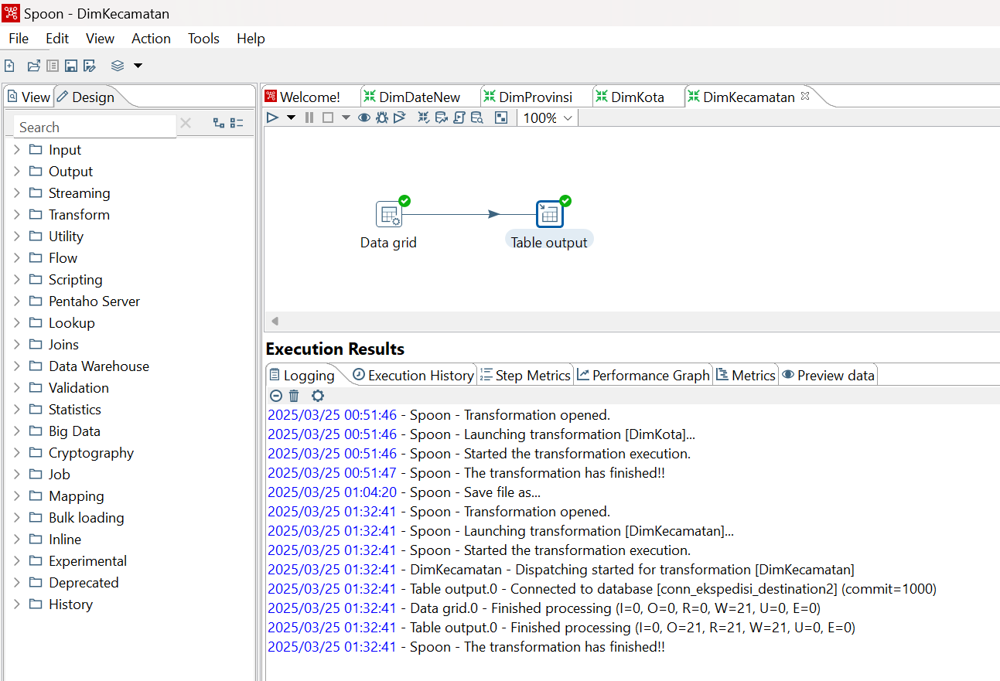 Spoon - DimKecamatan
File Edit View Action Tools Help
View Design
Welcome! DimDateNew DimProvinsi DimKota DimKecamatan
100%
Search
Input
Output
Streaming
Transform
Utility
Flow
Scripting
Pentaho Server
Lookup
Joins
Data Warehouse
Validation
Statistics
Big Data
Cryptography
Job
Mapping
Bulk loading
Inline
Experimental
Deprecated
History
Data grid Table output
Execution Results
Logging Execution History Step Metrics Performance Graph Metrics Preview data
2025/03/25 00:51:46 - Spoon - Transformation opened.
2025/03/25 00:51:46 - Spoon - Launching transformation [DimKota]...
2025/03/25 00:51:46 - Spoon - Started the transformation execution.
2025/03/25 00:51:47 - Spoon - The transformation has finished!!
2025/03/25 01:04:20 - Spoon - Save file as...
2025/03/25 01:32:41 - Spoon - Transformation opened.
2025/03/25 01:32:41 - Spoon - Launching transformation [DimKecamatan]...
2025/03/25 01:32:41 - Spoon - Started the transformation execution.
2025/03/25 01:32:41 - DimKecamatan - Dispatching started for transformation [DimKecamatan]
2025/03/25 01:32:41 - Table output.0 - Connected to database [conn_ekspedisi_destination2] (commit=1000)
2025/03/25 01:32:41 - Data grid.0 - Finished processing (I=0, O=0, R=0, W=21, U=0, E=0)
2025/03/25 01:32:41 - Table output.0 - Finished processing (I=0, O=21, R=21, W=21, U=0, E=0)
2025/03/25 01:32:41 - Spoon - The transformation has finished!!